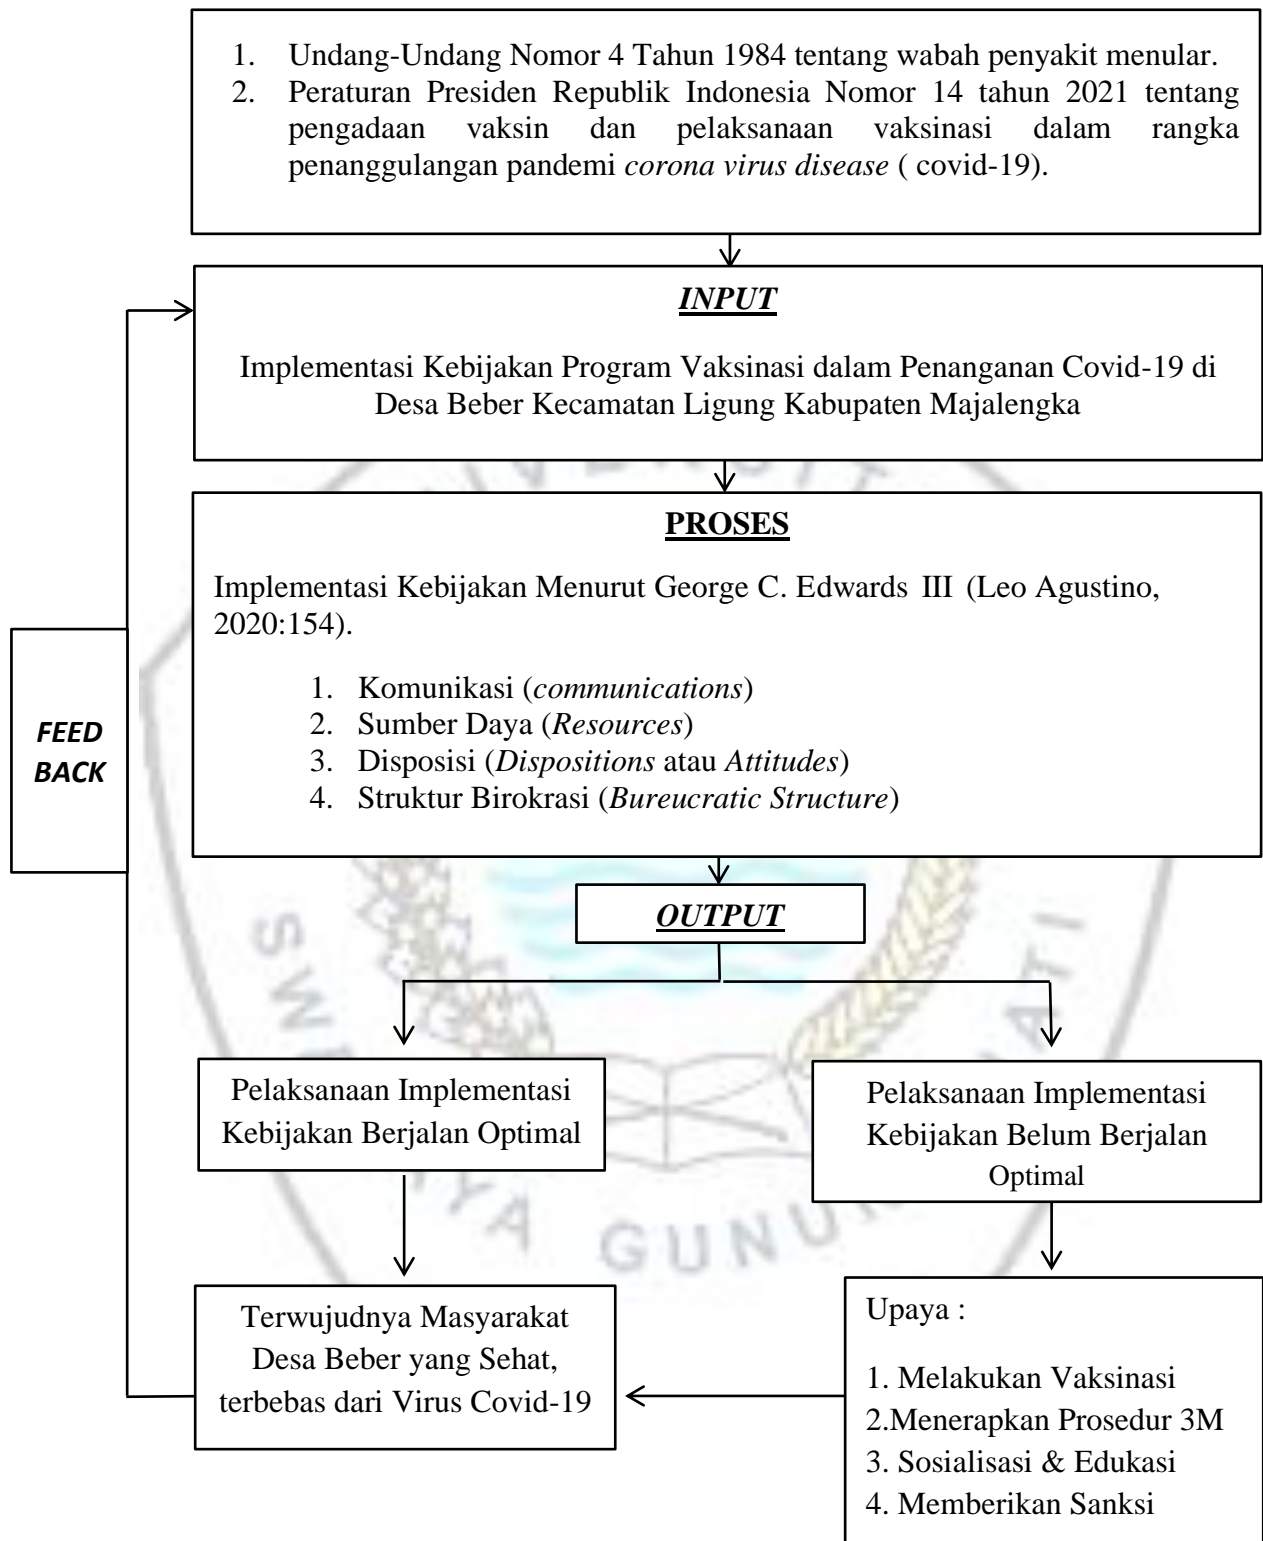 1. Undang-Undang Nomor 4 Tahun 1984 tentang wabah penyakit menular.
2. Peraturan Presiden Republik Indonesia Nomor 14 tahun 2021 tentang
pengadaan vaksin dan pelaksanaan vaksinasi dalam rangka
penanggulangan pandemi corona virus disease ( covid-19).
INPUT
Implementasi Kebijakan Program Vaksinasi dalam Penanganan Covid-19 di
Desa Beber Kecamatan Ligung Kabupaten Majalengka
PROSES
Implementasi Kebijakan Menurut George C. Edwards III (Leo Agustino,
2020:154).
1. Komunikasi (communications)
2. Sumber Daya (Resources)
3. Disposisi (Dispositions atau Attitudes)
4. Struktur Birokrasi (Bureucratic Structure)
FEED
BACK
OUTPUT
Pelaksanaan Implementasi
Kebijakan Berjalan Optimal
Pelaksanaan Implementasi
Kebijakan Belum Berjalan
Optimal
Terwujudnya Masyarakat
Desa Beber yang Sehat,
terbebas dari Virus Covid-19
Upaya :
1. Melakukan Vaksinasi
2.Menerapkan Prosedur 3M
3. Sosialisasi & Edukasi
4. Memberikan Sanksi